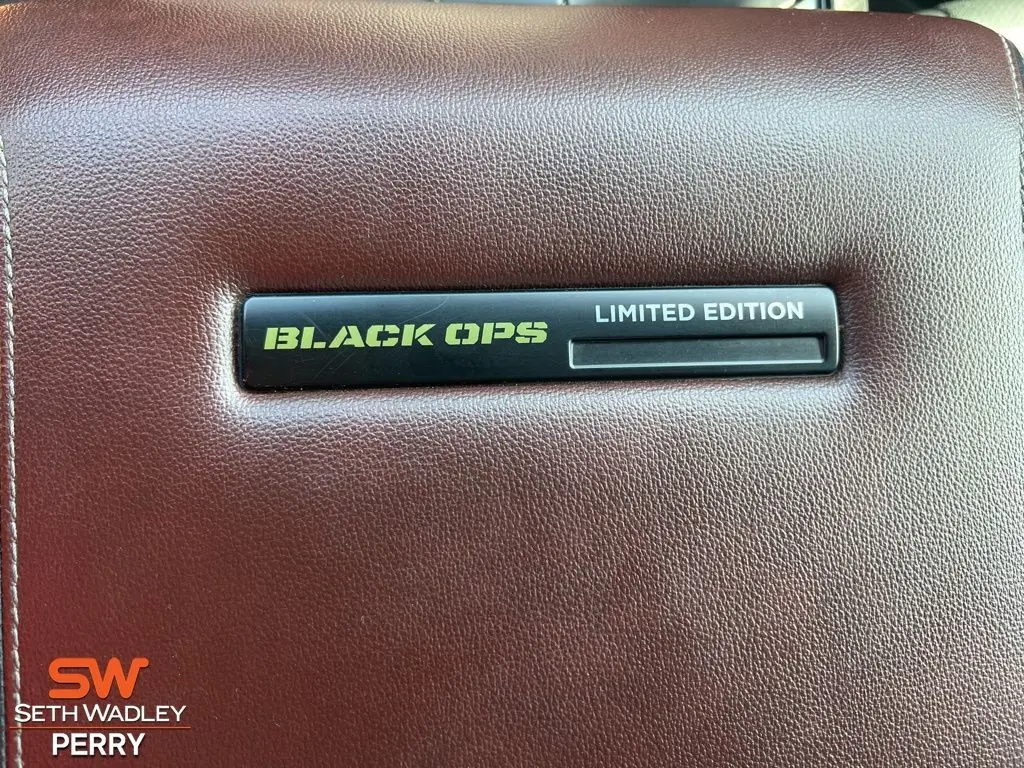 BLACK OPS
LIMITED EDITION
SW
SETH WADLEY
PERRY